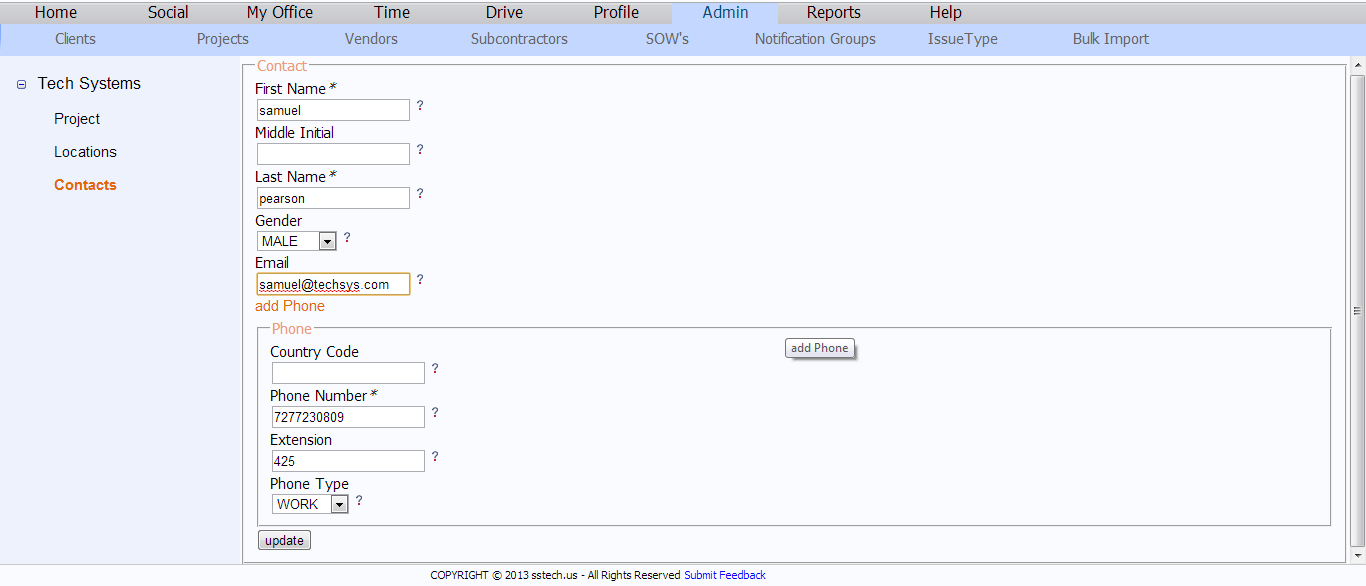 Home Social My Office Time Drive Profile Admin Reports Help
Clients Projects Vendors Subcontractors SOW's Notification Groups IssueType Bulk Import
Tech Systems
Project
Locations
Contacts
Contact
First Name*
samuel ?
Middle Initial
?
Last Name*
pearson ?
Gender
MALE ?
Email
samuel@techsys.com ?
add Phone
Phone
add Phone
Country Code
?
Phone Number*
7277230809 ?
Extension
425 ?
Phone Type
WORK ?
update
COPYRIGHT © 2013 sstech.us - All Rights Reserved Submit Feedback